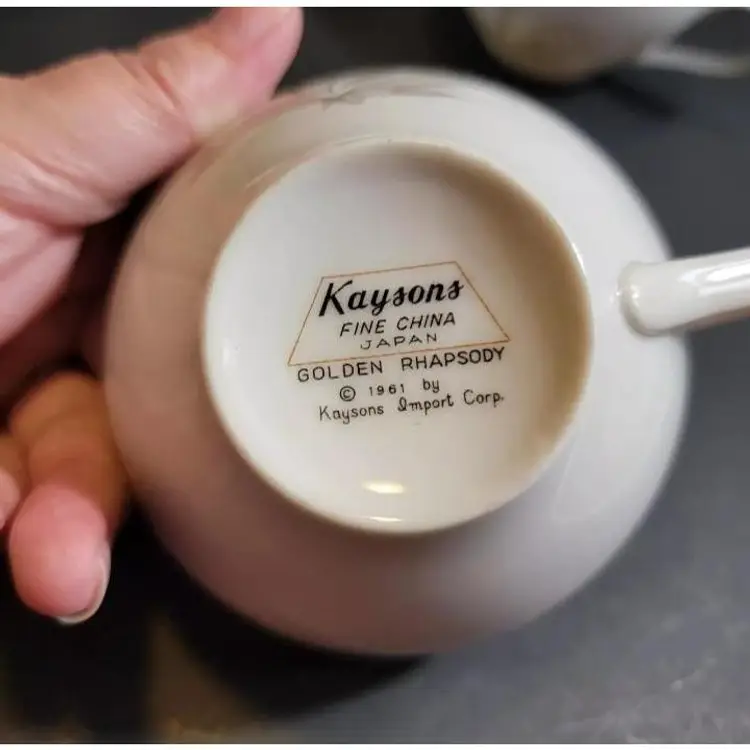 Kaysons
FINE CHINA
JAPAN
GOLDEN RHAPSODY
© 1961 by
Kaysons Import Corp.